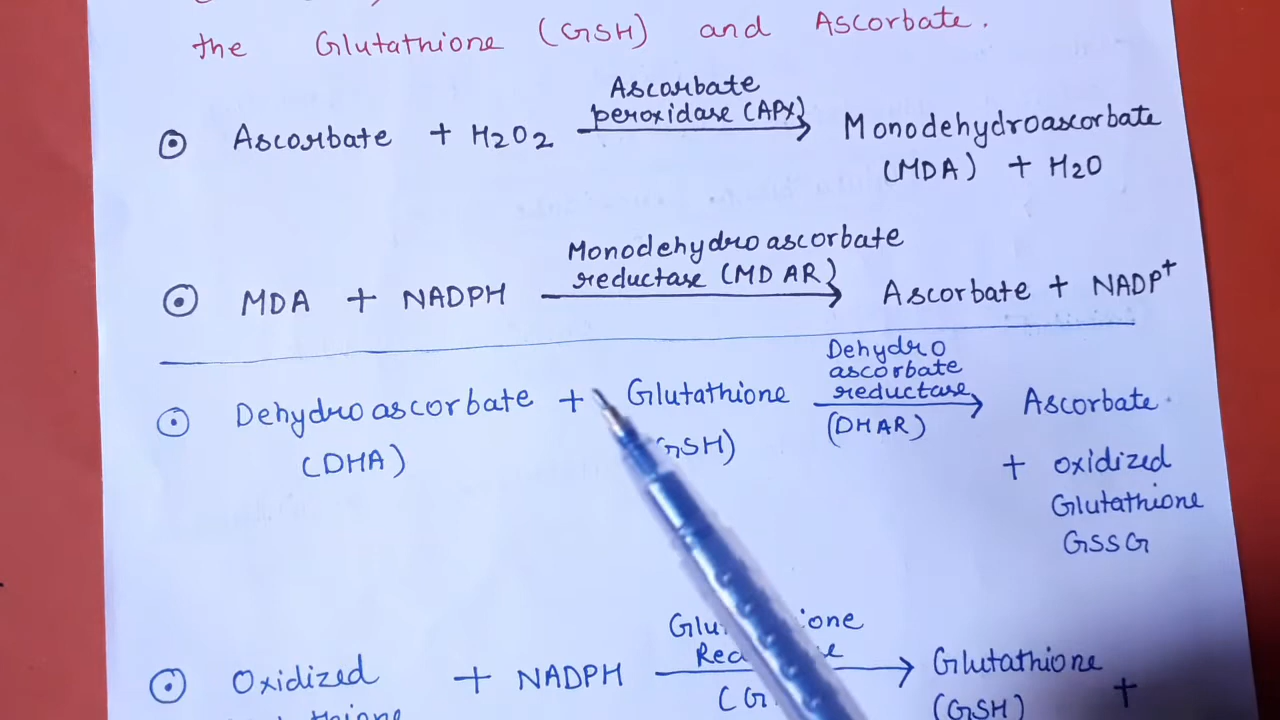 the Glutathione (GSH) and Ascorbate.
Ascorbate
peroxidase (APX)
Ascorbate + H2O2 Monodehydroascorbate
(MDA) + H2O
Monodehydroascorbate
reductase (MDAR)
MDA + NADPH Ascorbate + NADP+
Dehydro
ascorbate
reductase
Dehydroascorbate + Glutathione Ascorbate
(DHA) GSH) (DHAR)
+ oxidized
Glutathione
GSSG
Oxidized + NADPH Glutathione
(GSH) +